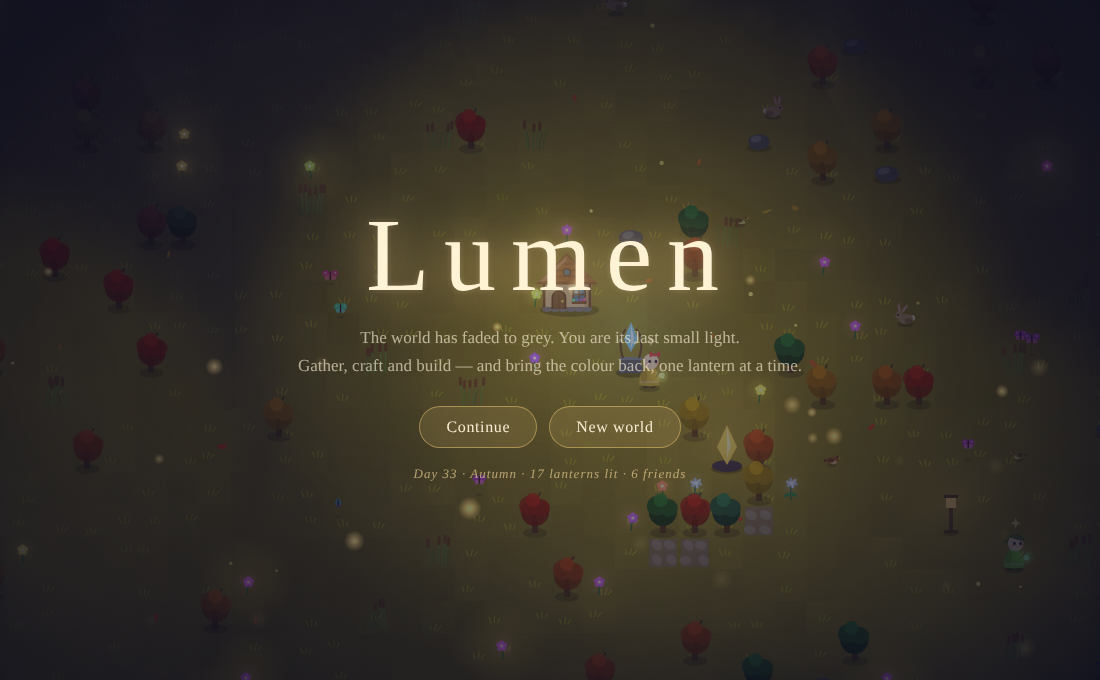 Lumen
The world has faded to grey. You are its last small light.
Gather, craft and build — and bring the colour back, one lantern at a time.
Continue
New world
Day 33 · Autumn · 17 lanterns lit · 6 friends